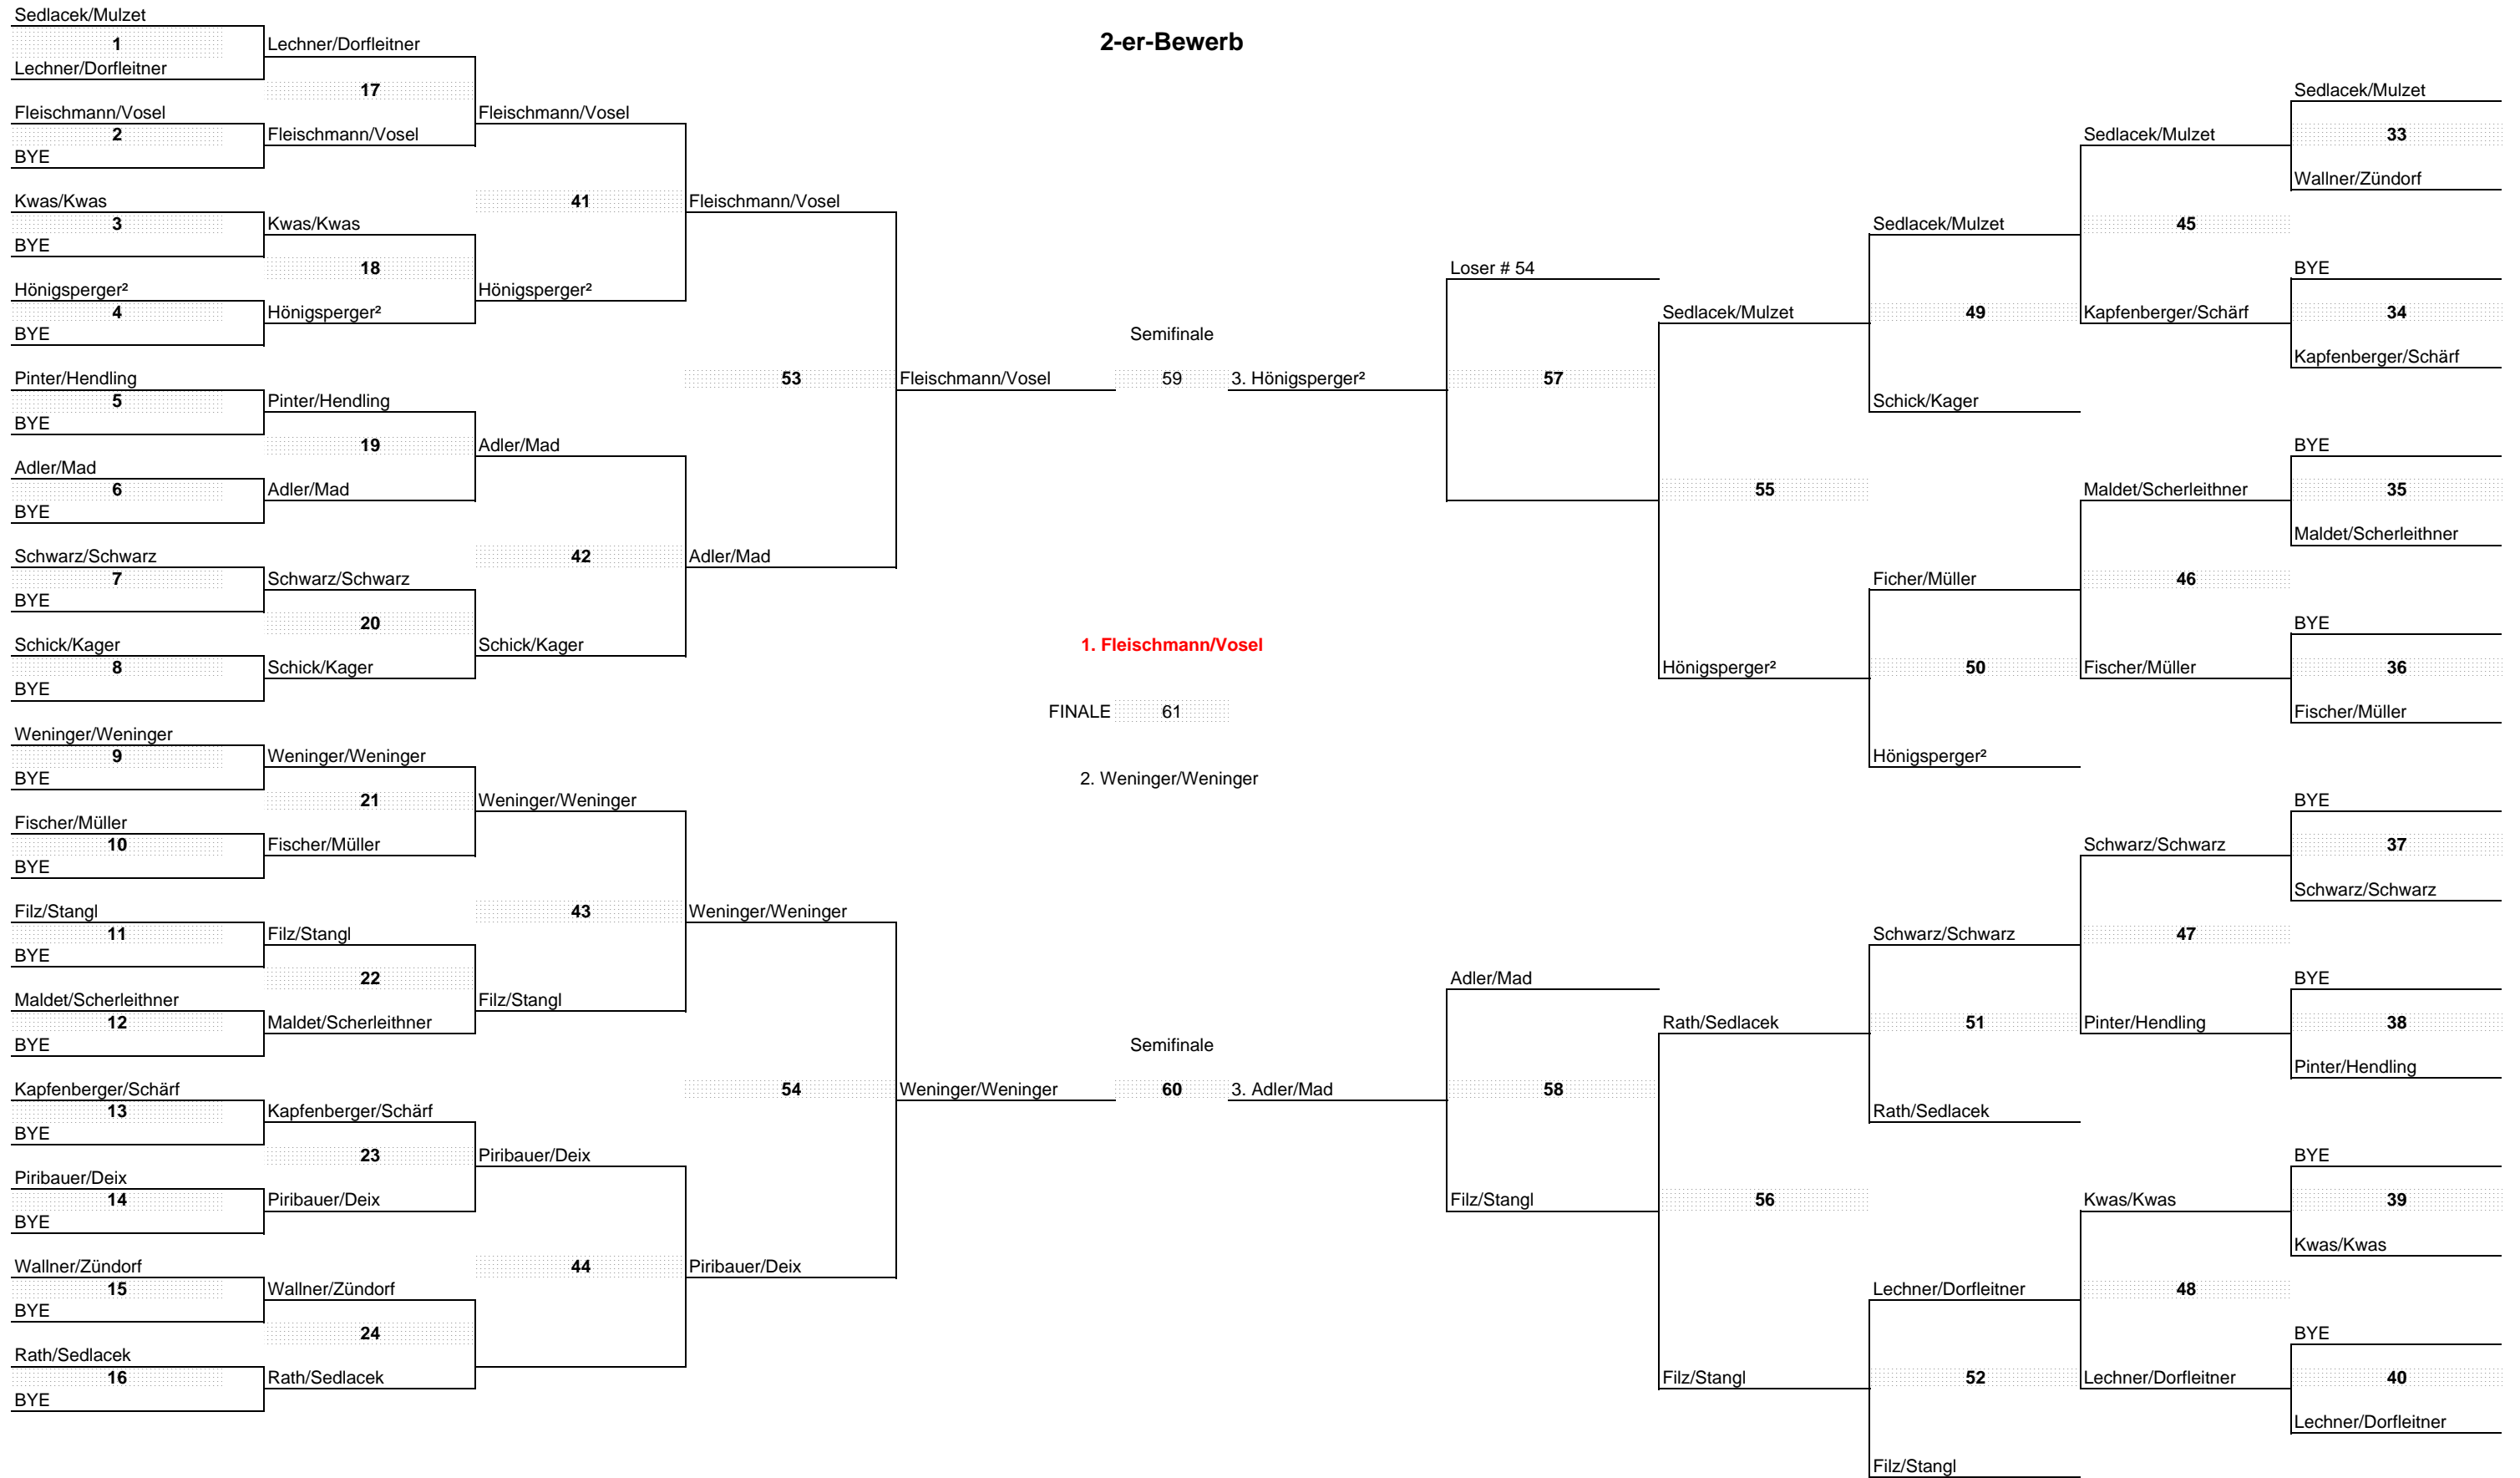 2-er-Bewerb
Sedlacek/Mulzet
1
Lechner/Dorfleitner
Fleischmann/Vosel
2
BYE
Kwas/Kwas
3
BYE
Hönigsperger²
4
BYE
Pinter/Hendling
5
BYE
Adler/Mad
6
BYE
Schwarz/Schwarz
7
BYE
Schick/Kager
8
BYE
Weninger/Weninger
9
BYE
Fischer/Müller
10
BYE
Filz/Stangl
11
BYE
Maldet/Scherleithner
12
BYE
Kapfenberger/Schärf
13
BYE
Piribauer/Deix
14
BYE
Wallner/Zündorf
15
BYE
Rath/Sedlacek
16
BYE
Lechner/Dorfleitner
17
Fleischmann/Vosel
Kwas/Kwas
18
Hönigsperger²
Pinter/Hendling
19
Adler/Mad
Schwarz/Schwarz
20
Schick/Kager
Weninger/Weninger
21
Fischer/Müller
Filz/Stangl
22
Maldet/Scherleithner
Kapfenberger/Schärf
23
Piribauer/Deix
Wallner/Zündorf
24
Rath/Sedlacek
Fleischmann/Vosel
41
Hönigsperger²
Adler/Mad
42
Schick/Kager
Weninger/Weninger
43
Filz/Stangl
Piribauer/Deix
44
Fleischmann/Vosel
53
Adler/Mad
Weninger/Weninger
54
Piribauer/Deix
Semifinale
Fleischmann/Vosel
59
3. Hönigsperger²
1. Fleischmann/Vosel
FINALE
61
2. Weninger/Weninger
Semifinale
Weninger/Weninger
60
3. Adler/Mad
Loser # 54
57
Adler/Mad
58
Filz/Stangl
Sedlacek/Mulzet
55
Hönigsperger²
Rath/Sedlacek
56
Filz/Stangl
Sedlacek/Mulzet
49
Schick/Kager
Ficher/Müller
50
Hönigsperger²
Schwarz/Schwarz
51
Rath/Sedlacek
Lechner/Dorfleitner
52
Filz/Stangl
Sedlacek/Mulzet
45
Kapfenberger/Schärf
Maldet/Scherleithner
46
Fischer/Müller
Schwarz/Schwarz
47
Pinter/Hendling
Kwas/Kwas
48
Lechner/Dorfleitner
Sedlacek/Mulzet
33
Wallner/Zündorf
BYE
34
Kapfenberger/Schärf
BYE
35
Maldet/Scherleithner
BYE
36
Fischer/Müller
BYE
37
Schwarz/Schwarz
BYE
38
Pinter/Hendling
BYE
39
Kwas/Kwas
BYE
40
Lechner/Dorfleitner